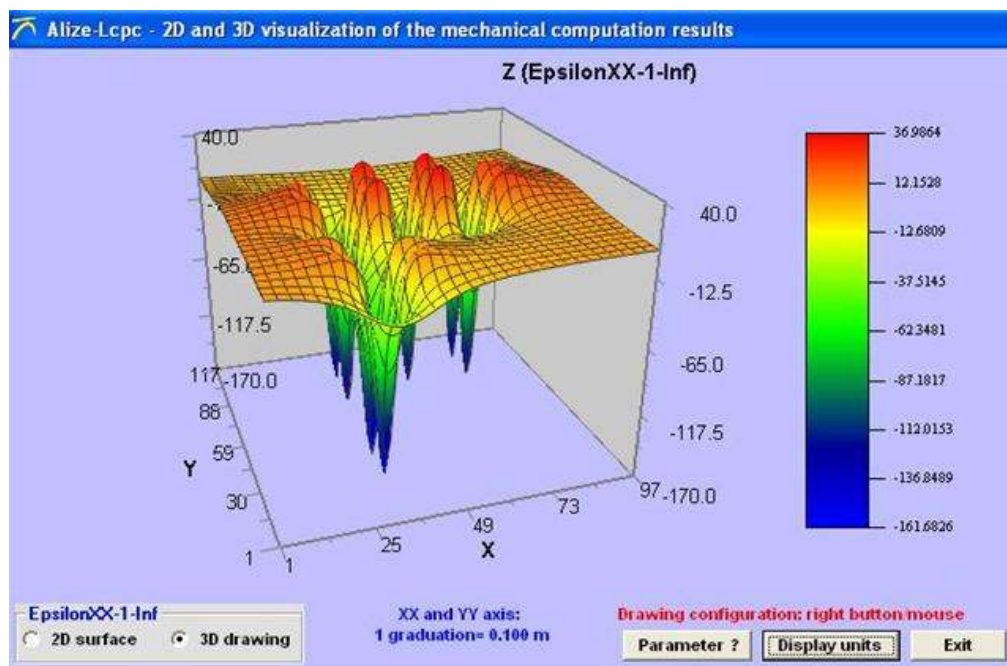 Alize-Lcpc - 2D and 3D visualization of the mechanical computation results
Z (EpsilonXX-1-Inf)
40.0
-65.0
-117.5
-170.0
117
88
59
30
1
Y
1
25
49
73
97
X
40.0
-12.5
-65.0
-117.5
-170.0
36.9864
12.1528
-12.6809
-37.5145
-62.3481
-87.1817
-112.0153
-136.8489
-161.6826
EpsilonXX-1-Inf
2D surface
3D drawing
XX and YY axis:
1 graduation= 0.100 m
Drawing configuration: right button/mouse
Parameter ?
Display units
Exit